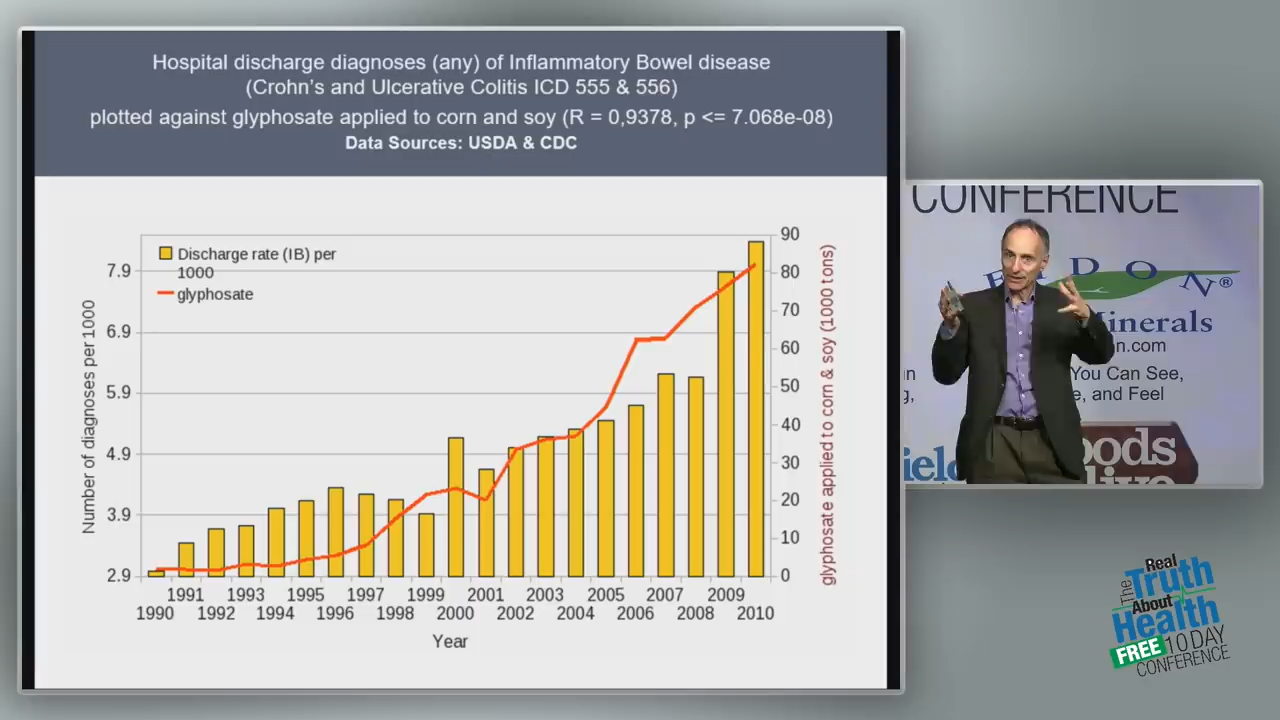 Hospital discharge diagnoses (any) of Inflammatory Bowel disease
(Crohn's and Ulcerative Colitis ICD 555 & 556)
plotted against glyphosate applied to corn and soy (R = 0,9378, p <= 7.068e-08)
Data Sources: USDA & CDC
Discharge rate (IB) per
1000
glyphosate
Number of diagnoses per 1000
7.9
6.9
5.9
4.9
3.9
2.9
90
80
70
60
50
40
30
20
10
0
glyphosate applied to corn & soy (1000 tons)
1991 1993 1995 1997 1999 2001 2003 2005 2007 2009
1990 1992 1994 1996 1998 2000 2002 2004 2006 2008 2010
Year
CONFERENCE
E D O N®
Minerals
n.com
in You Can See,
g, e, and Feel
ield oods
live
The Real
Truth
About
Health
FREE 10 DAY
CONFERENCE